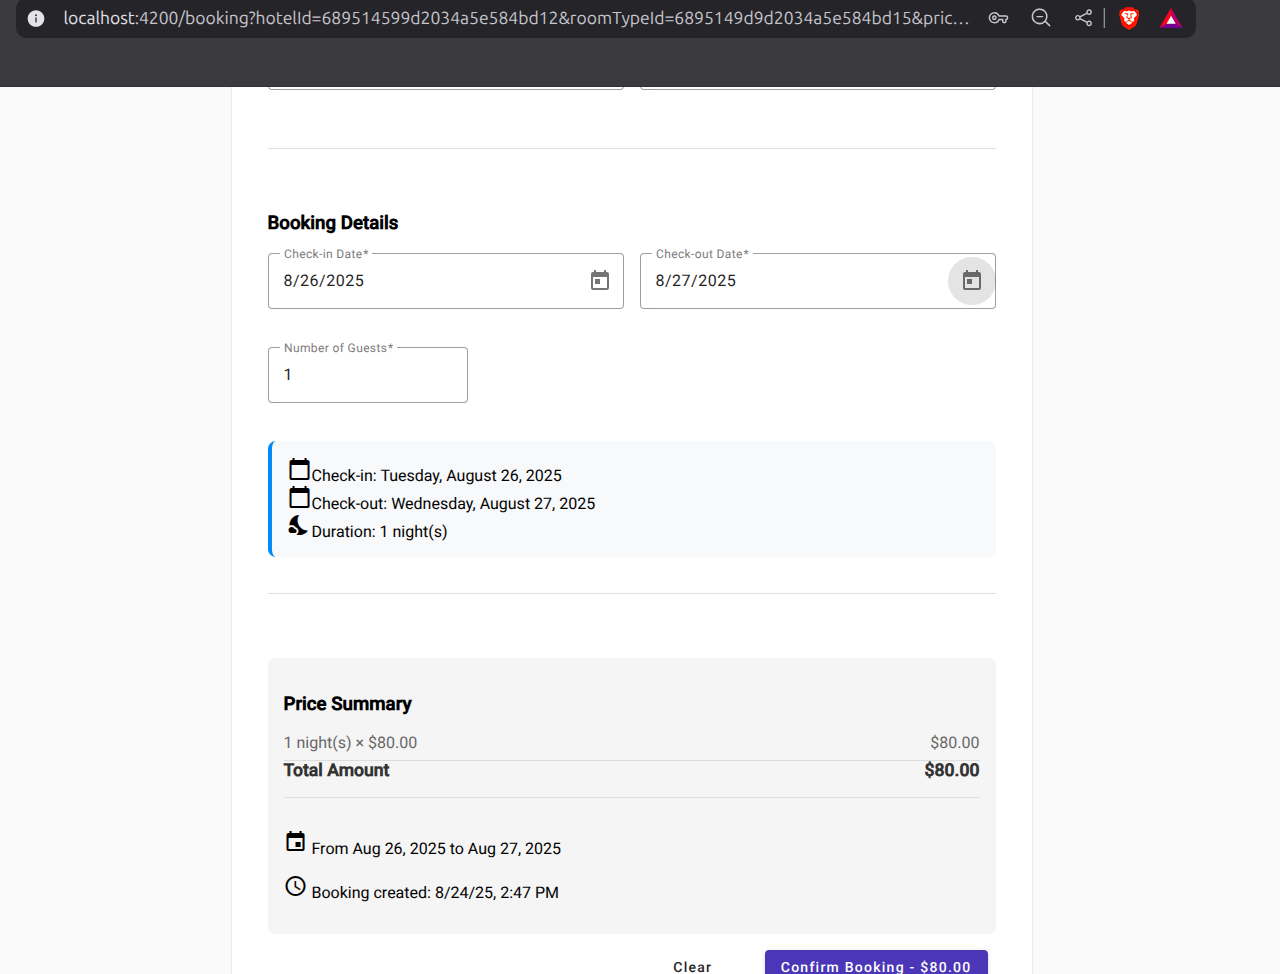 localhost:4200/booking?hotelId=689514599d2034a5e584bd12&roomTypeId=6895149d9d2034a5e584bd15&pric...
Booking Details
Check-in Date*
Check-out Date*
8/26/2025
8/27/2025
Number of Guests*
1
Check-in: Tuesday, August 26, 2025
Check-out: Wednesday, August 27, 2025
Duration: 1 night(s)
Price Summary
1 night(s) × $80.00 $80.00
Total Amount $80.00
From Aug 26, 2025 to Aug 27, 2025
Booking created: 8/24/25, 2:47 PM
Clear
Confirm Booking - $80.00